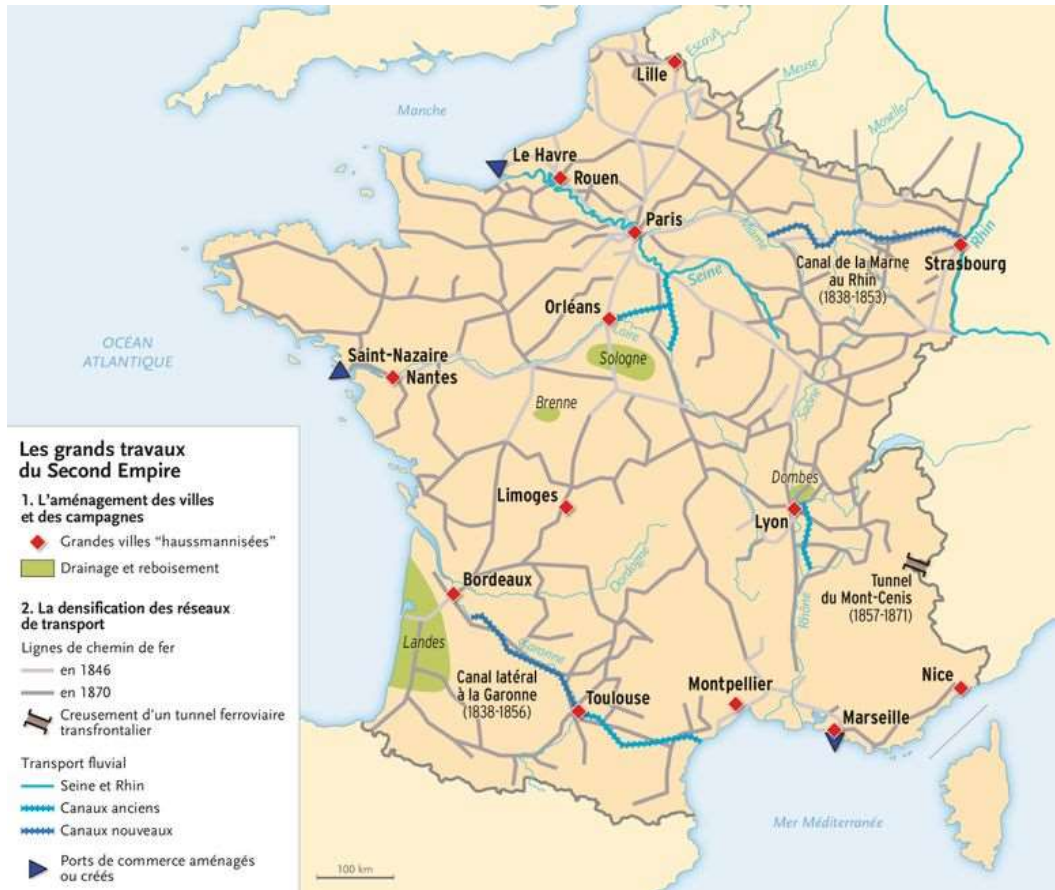 Escaut
Lille
Meuse
Manche
Moselle
Le Havre
Rouen
Paris
Marne
Rhin
Strasbourg
Canal de la Marne
au Rhin
(1838-1853)
Seine
Orléans
Loire
OCÉAN
ATLANTIQUE
Saint-Nazaire
Nantes
Sologne
Brenne
Saône
Dombes
Limoges
Lyon
Tunnel
du Mont-Cenis
(1857-1871)
Dordogne
Bordeaux
Rhône
Landes
Garonne
Canal latéral
à la Garonne
(1838-1856)
Toulouse
Montpellier
Nice
Marseille
Mer Méditerranée
100 km
Les grands travaux
du Second Empire
1. L'aménagement des villes
et des campagnes
Grandes villes "haussmannisées"
Drainage et reboisement
2. La densification des réseaux
de transport
Lignes de chemin de fer
en 1846
en 1870
Creusement d'un tunnel ferroviaire
transfrontalier
Transport fluvial
Seine et Rhin
Canaux anciens
Canaux nouveaux
Ports de commerce aménagés
ou créés